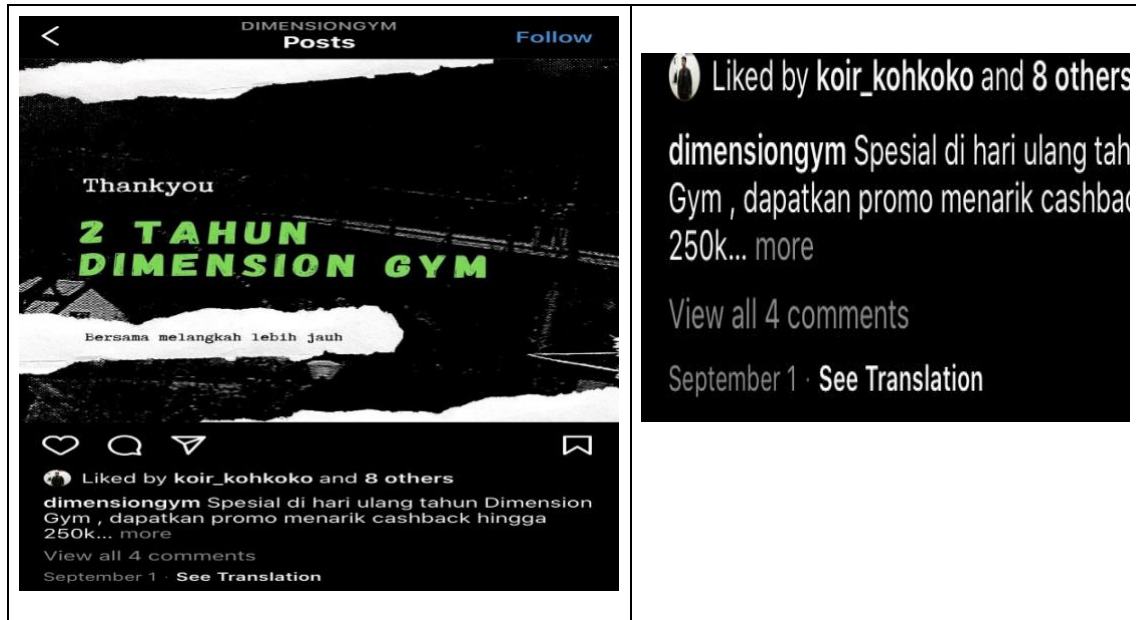 DIMENSIONGYM
Posts
Follow
Thankyou
2 TAHUN
DIMENSION GYM
Bersama melangkah lebih jauh
Liked by koir_kohkoko and 8 others
dimensiongym Spesial di hari ulang tahun Dimension
Gym , dapatkan promo menarik cashback hingga
250k... more
View all 4 comments
September 1 · See Translation
Liked by koir_kohkoko and 8 others
dimensiongym Spesial di hari ulang tah
Gym , dapatkan promo menarik cashbac
250k... more
View all 4 comments
September 1 · See Translation